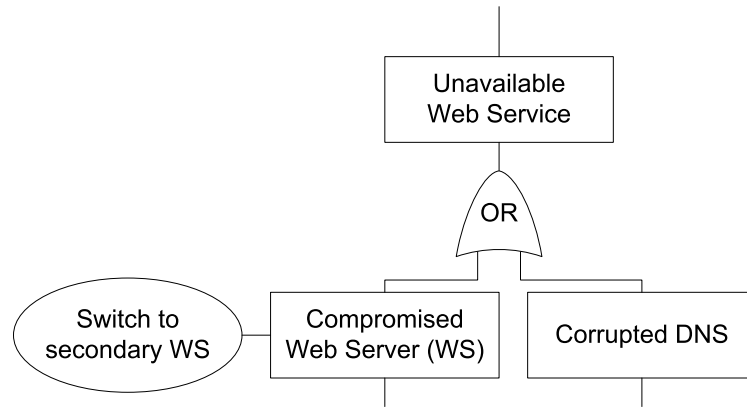 Unavailable
Web Service
OR
Switch to
secondary WS
Compromised
Web Server (WS)
Corrupted DNS